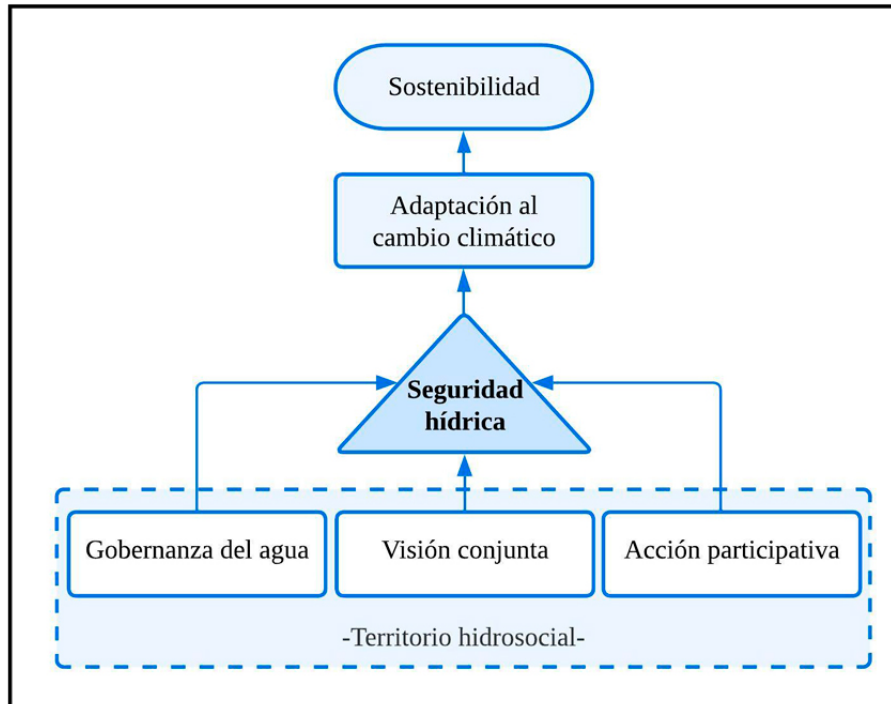 Sostenibilidad
Adaptación al
cambio climático
Seguridad
hídrica
Gobernanza del agua
Visión conjunta
Acción participativa
-Territorio hidrosocial-